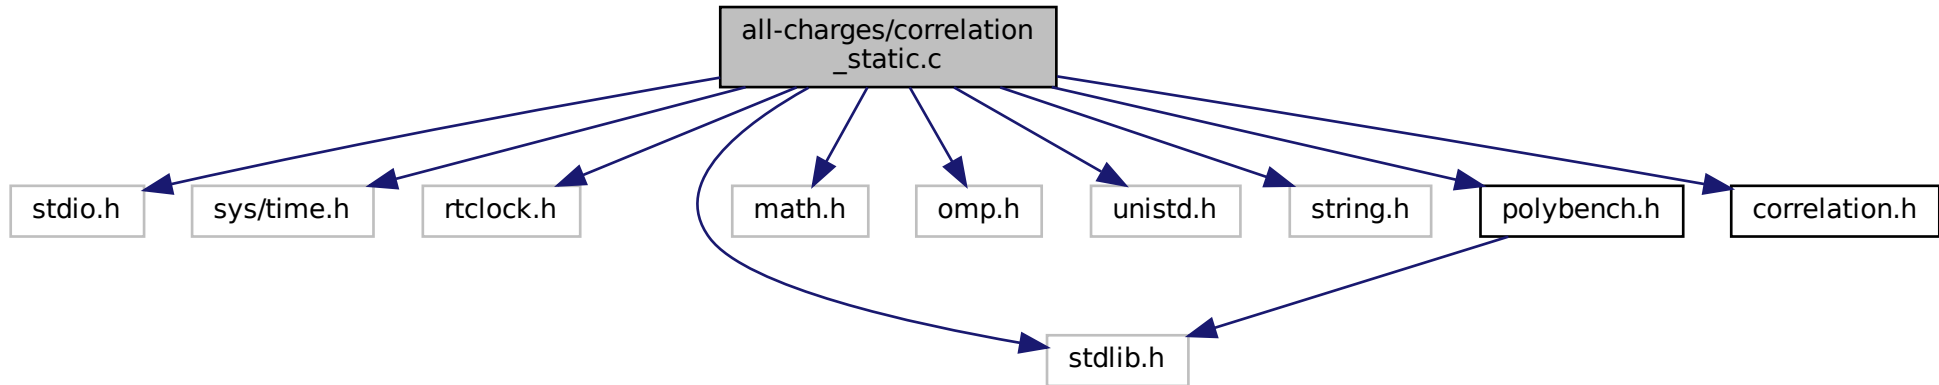 all-charges/correlation
_static.c
stdio.h
sys/time.h
rtclock.h
math.h
omp.h
unistd.h
string.h
polybench.h
correlation.h
stdlib.h